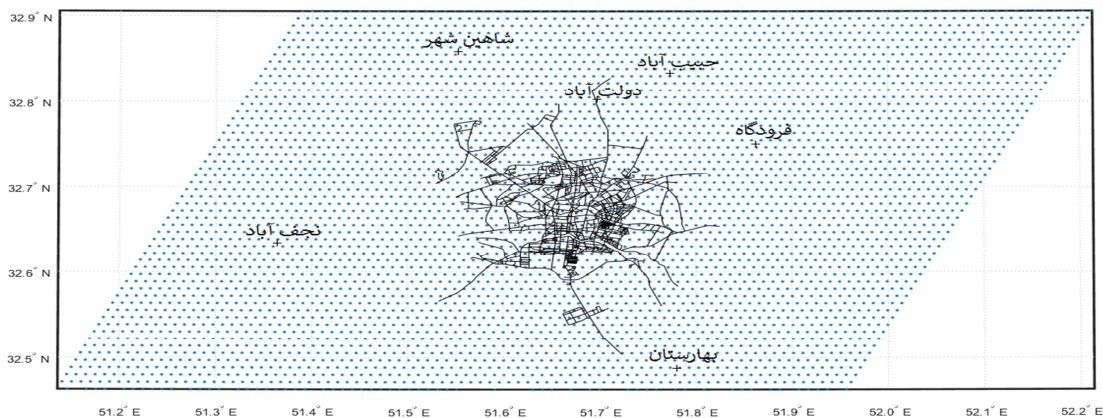 32.9° N
شاهین شهر
حبیب آباد
دولت آباد
32.8° N
فرودگاه
32.7° N
نجف آباد
32.6° N
بهارستان
32.5° N
51.2° E 51.3° E 51.4° E 51.5° E 51.6° E 51.7° E 51.8° E 51.9° E 52.0° E 52.1° E 52.2° E